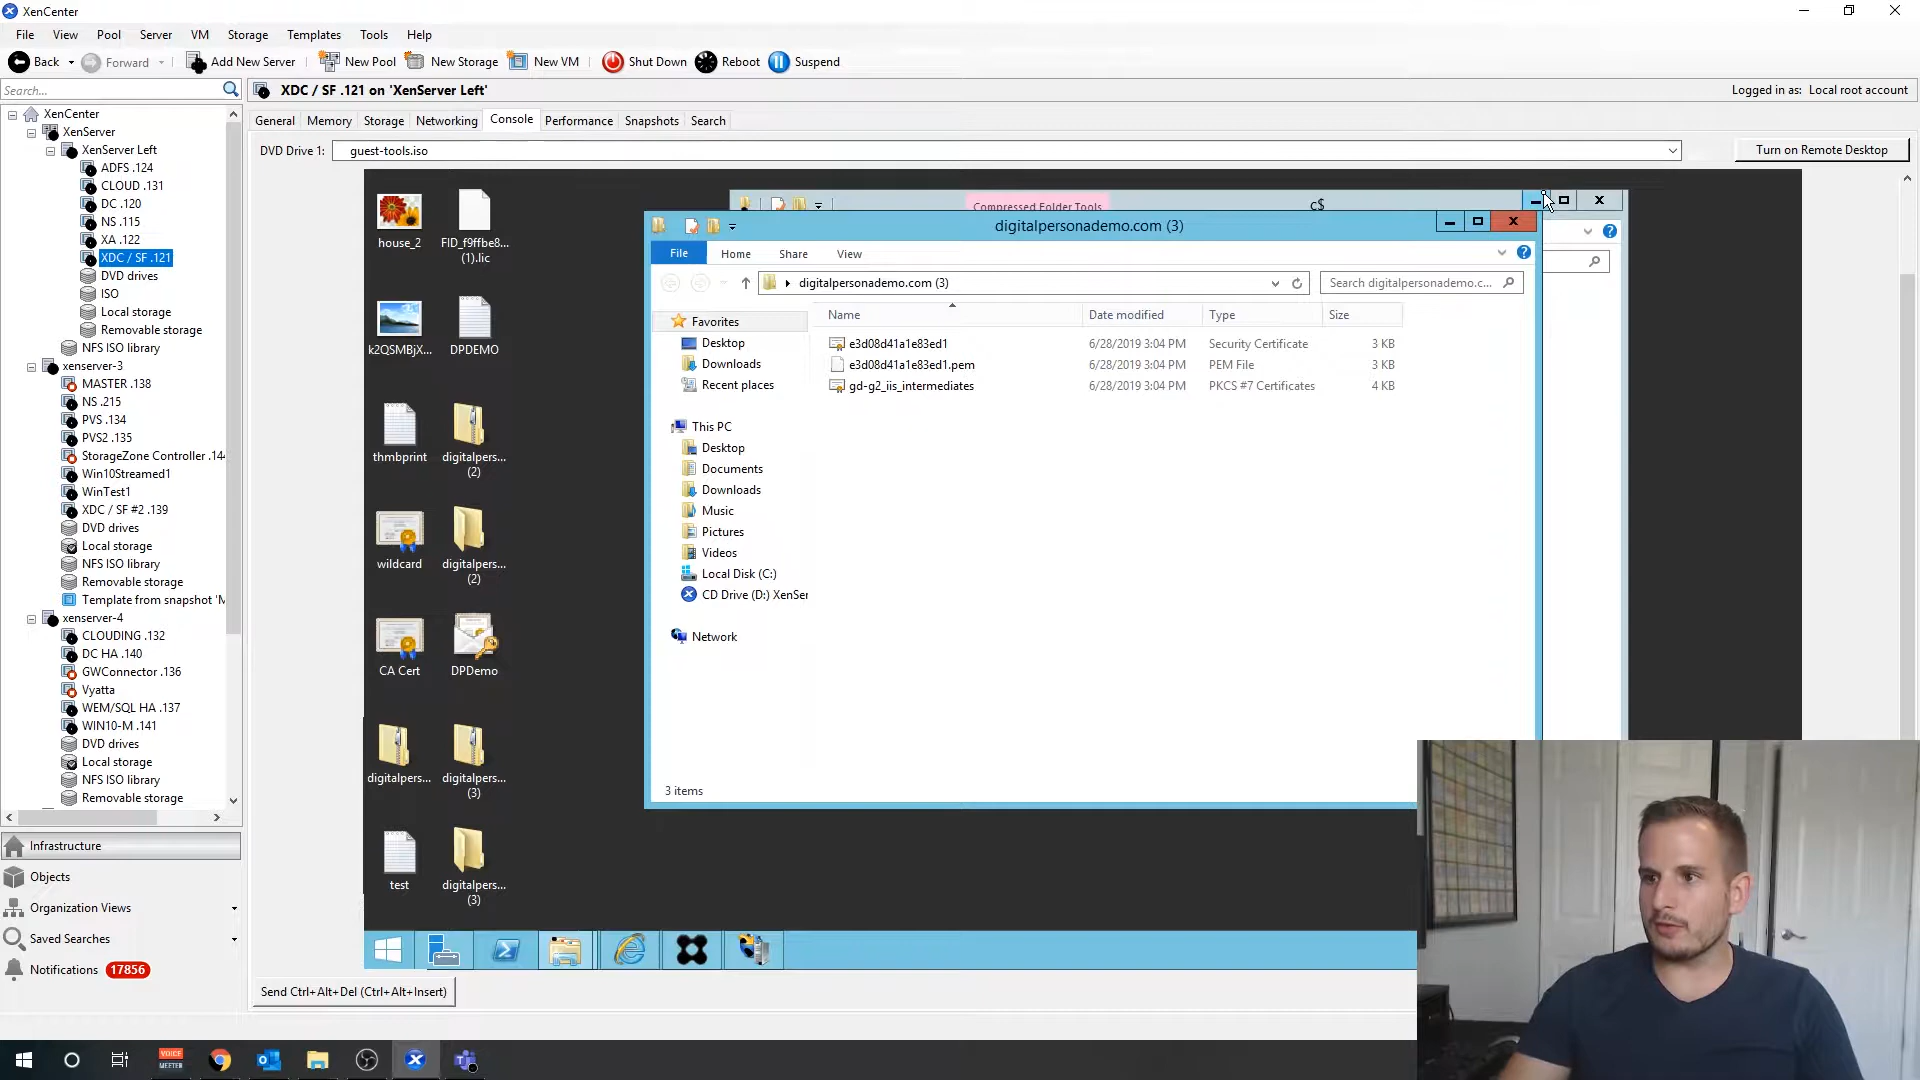 XenCenter
File View Pool Server VM Storage Templates Tools Help
Back Forward Add New Server New Pool New Storage New VM Shut Down Reboot Suspend
Search...
XDC / SF .121 on 'XenServer Left'
Logged in as: Local root account
General Memory Storage Networking Console Performance Snapshots Search
DVD Drive 1: guest-tools.iso
Turn on Remote Desktop
XenCenter
XenServer
XenServer Left
ADFS .124
CLOUD .131
DC .120
NS .115
XA .122
XDC / SF .121
DVD drives
ISO
Local storage
Removable storage
NFS ISO library
xenserver-3
MASTER .138
NS .215
PVS .134
PVS2 .135
StorageZone Controller .144
Win10Streamed1
WinTest1
XDC / SF #2 .139
DVD drives
Local storage
NFS ISO library
Removable storage
Template from snapshot 'M
xenserver-4
CLOUDING .132
DC HA .140
GWConnector .136
Vyatta
WEM/SQL HA .137
WIN10-M .141
DVD drives
Local storage
NFS ISO library
Removable storage
Infrastructure
Objects
Organization Views
Saved Searches
Notifications 17856
house_2
FID_f9ffbe8...
(1).lic
k2QSMBjX...
DPDEMO
thmbprint
digitalpers...
(2)
wildcard
digitalpers...
(2)
CA Cert
DPDemo
digitalpers...
digitalpers...
(3)
test
digitalpers...
(3)
Compressed Folder Tools
c$
digitalpersonademo.com (3)
File Home Share View
digitalpersonademo.com (3)
Search digitalpersonademo.c...
Name Date modified Type Size
e3d08d41a1e83ed1 6/28/2019 3:04 PM Security Certificate 3 KB
e3d08d41a1e83ed1.pem 6/28/2019 3:04 PM PEM File 3 KB
gd-g2_iis_intermediates 6/28/2019 3:04 PM PKCS #7 Certificates 4 KB
Favorites
Desktop
Downloads
Recent places
This PC
Desktop
Documents
Downloads
Music
Pictures
Videos
Local Disk (C:)
CD Drive (D:) XenSer
Network
3 items
Send Ctrl+Alt+Del (Ctrl+Alt+Insert)
VOICE
MEETER